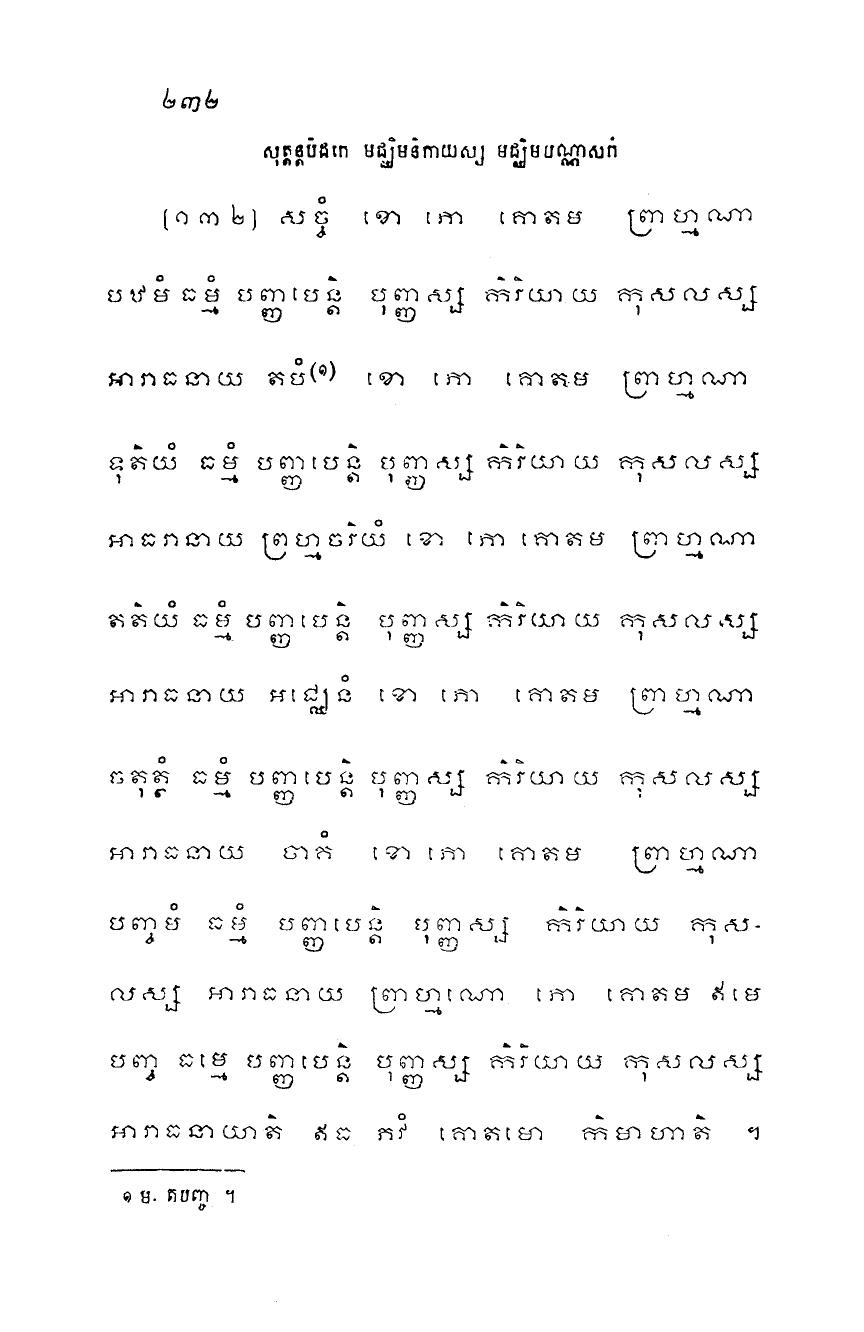 ២៣២
សុត្តន្តបិដកេ មជ្ឈិមនិកាយស្ស មជ្ឈិមបណ្ណាសកំ
[១៣២] សច្ចំ ខោ ភោ គោតម ព្រាហ្មណា
បឋមំ ធម្មំ បញ្ញាបេន្តិ បុញ្ញស្ស កិរិយាយ កុសលស្ស
អារាធនាយ តបំ(១) ខោ ភោ គោតម ព្រាហ្មណា
ទុតិយំ ធម្មំ បញ្ញាបេន្តិ បុញ្ញស្ស កិរិយាយ កុសលស្ស
អាធរានាយ ព្រហ្មចរិយំ ខោ ភោ គោតម ព្រាហ្មណា
តតិយំ ធម្មំ បញ្ញាបេន្តិ បុញ្ញស្ស កិរិយាយ កុសលស្ស
អារាធនាយ អជ្ឈេនំ ខោ ភោ គោតម ព្រាហ្មណា
ចតុត្ថំ ធម្មំ បញ្ញាបេន្តិ បុញ្ញស្ស កិរិយាយ កុសលស្ស
អារាធនាយ ចាគំ ខោ ភោ គោតម ព្រាហ្មណា
បញ្ចមំ ធម្មំ បញ្ញាបេន្តិ បុញ្ញស្ស កិរិយាយ កុស-
លស្ស អារាធនាយ ព្រាហ្មណោ ភោ គោតម ឥមេ
បញ្ច ធម្មេ បញ្ញាបេន្តិ បុញ្ញស្ស កិរិយាយ កុសលស្ស
អារាធនាយាតិ ឥធ ភវំ គោតមោ កិមាហាតិ ។
១ ម. តបញ្ច ។